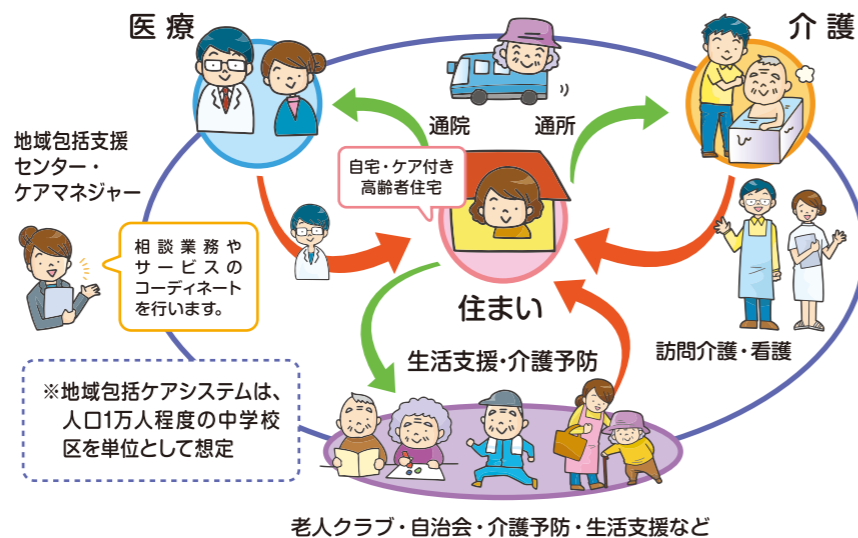 医療
介護
通院 通所
地域包括支援
センター・
ケアマネジャー
自宅・ケア付き
高齢者住宅
相談業務や
サービスの
コーディネート
を行います。
住まい
訪問介護・看護
生活支援・介護予防
※地域包括ケアシステムは、
人口1万人程度の中学校
区を単位として想定
老人クラブ・自治会・介護予防・生活支援など